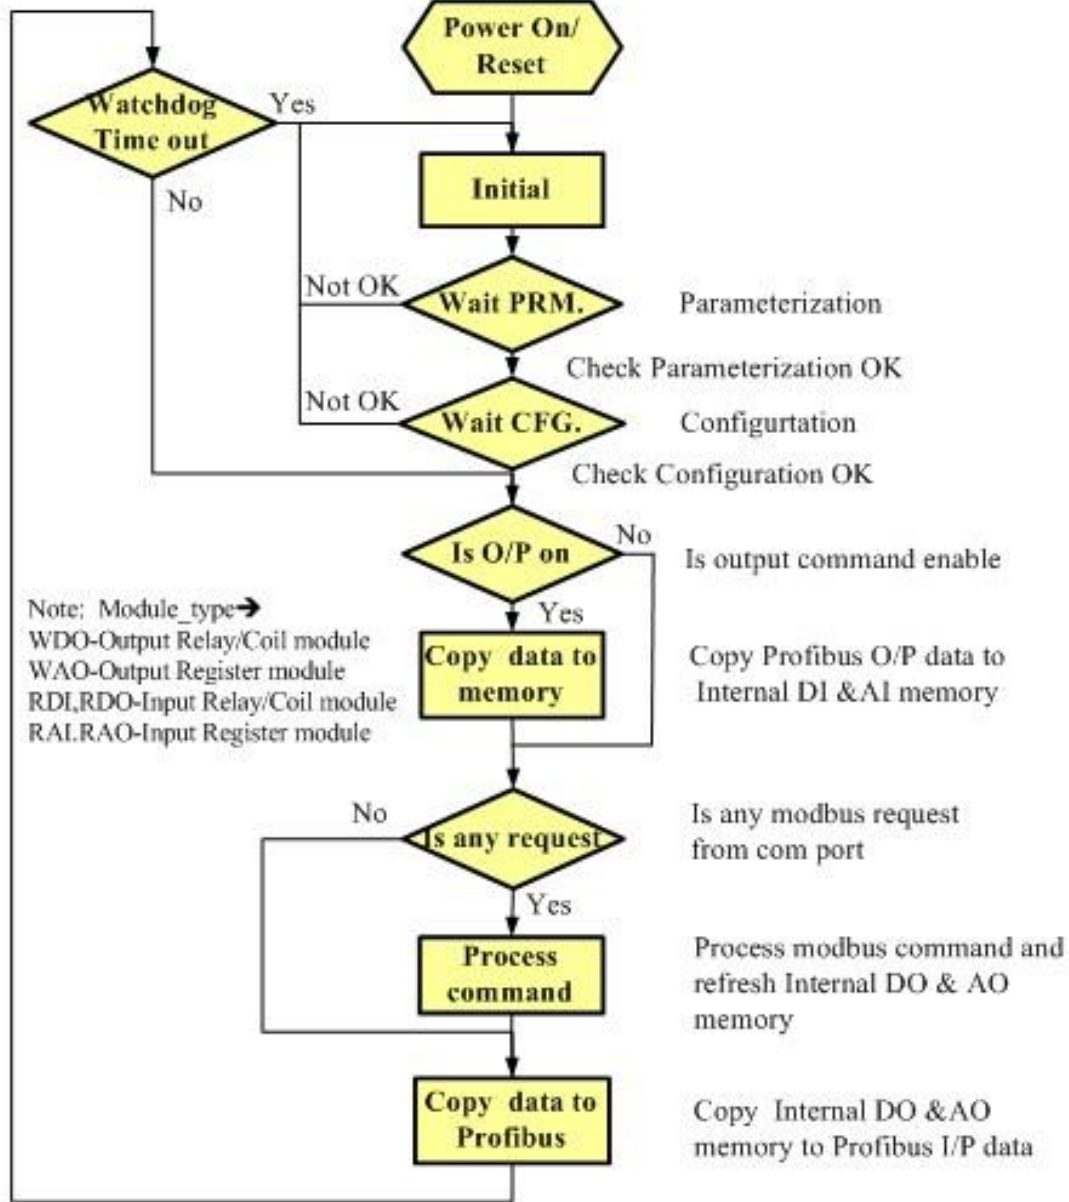 Power On/
Reset
Watchdog
Time out
Yes
No
Initial
Not OK
Wait PRM.
Parameterization
Check Parameterization OK
Not OK
Wait CFG.
Configurtation
Check Configuration OK
Is O/P on
No
Is output command enable
Yes
Note: Module_type➔
WDO-Output Relay/Coil module
WAO-Output Register module
RDI,RDO-Input Relay/Coil module
RAI.RAO-Input Register module
Copy data to
memory
Copy Profibus O/P data to
Internal DI &AI memory
No
Is any request
Is any modbus request
from com port
Yes
Process
command
Process modbus command and
refresh Internal DO & AO
memory
Copy data to
Profibus
Copy Internal DO &AO
memory to Profibus I/P data